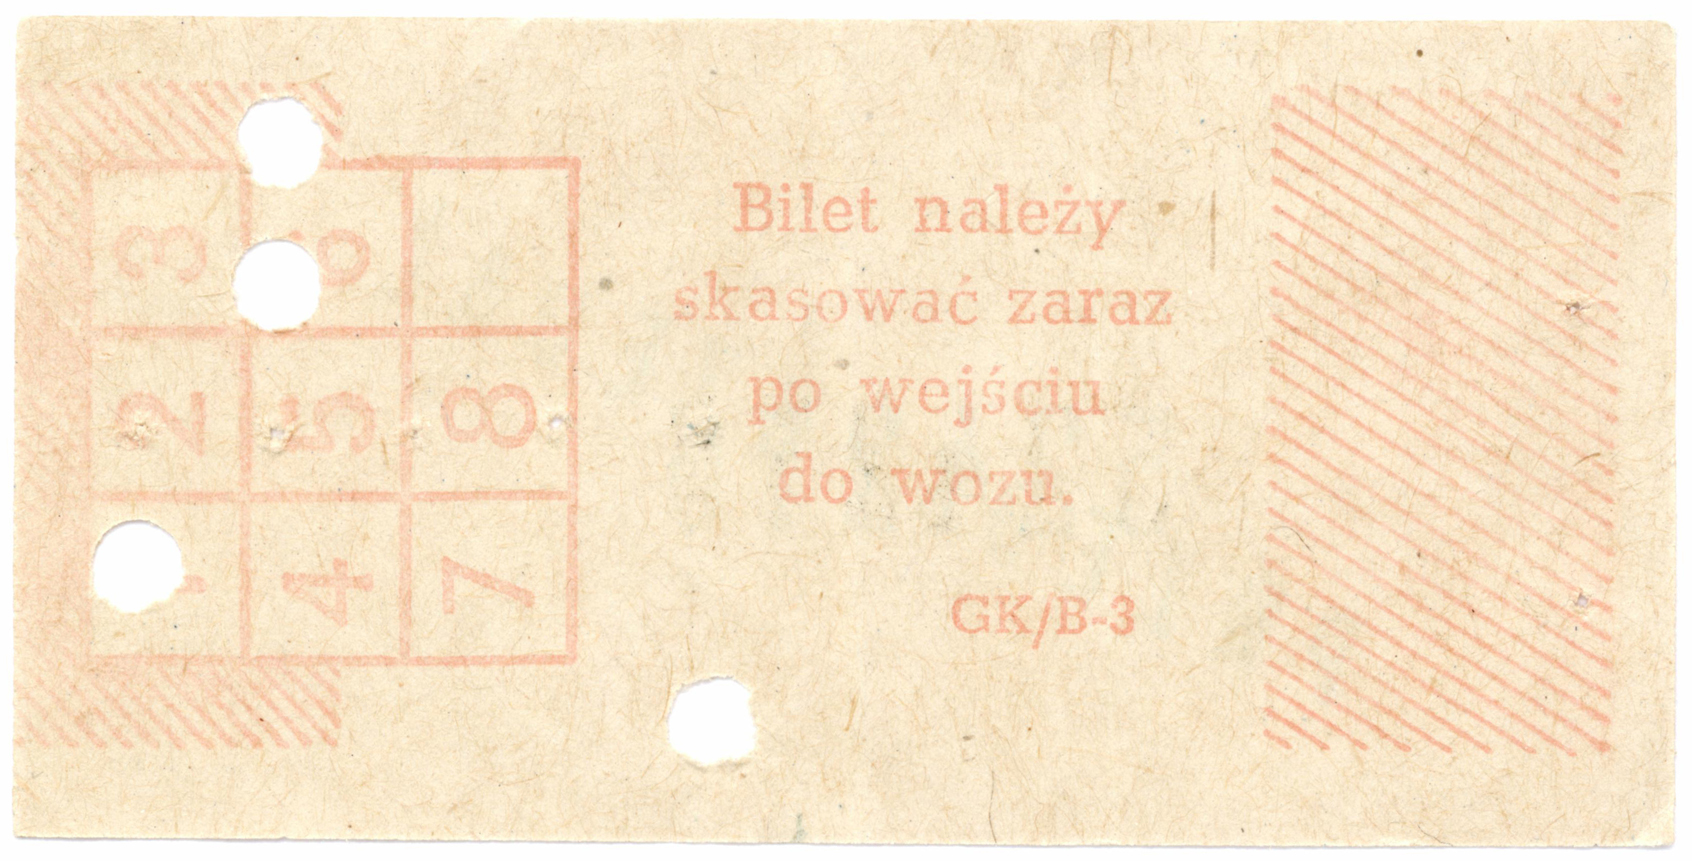 3 6
2 5 8
4 7
Bilet należy
skasować zaraz
po wejściu
do wozu.
GK/B-3